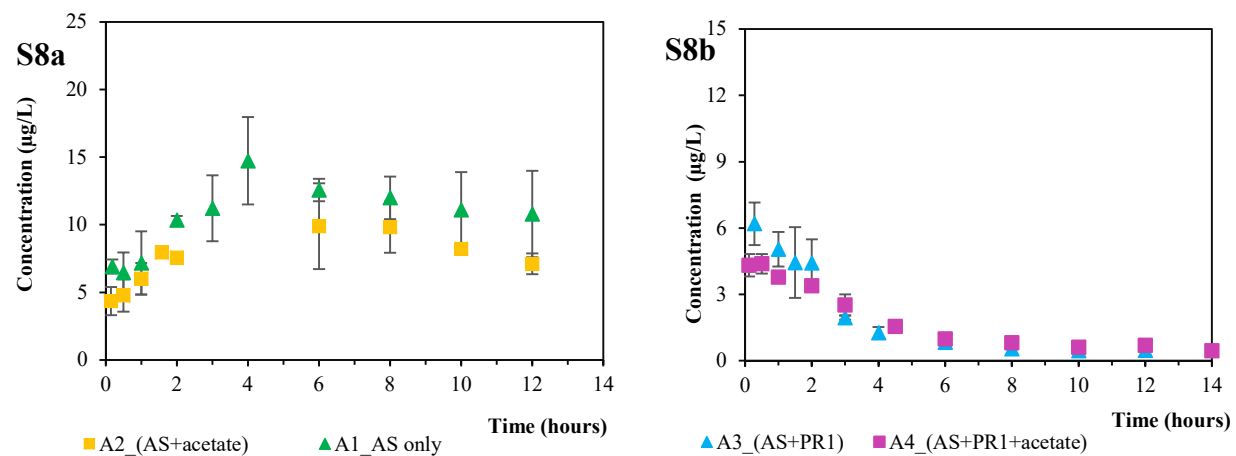 S8a
Concentration (µg/L)
25
20
15
10
5
0
0 2 4 6 8 10 12 14
Time (hours)
A2_(AS+acetate) A1_AS only
S8b
Concentration (µg/L)
15
12
9
6
3
0
0 2 4 6 8 10 12 14
Time (hours)
A3_(AS+PR1) A4_(AS+PR1+acetate)